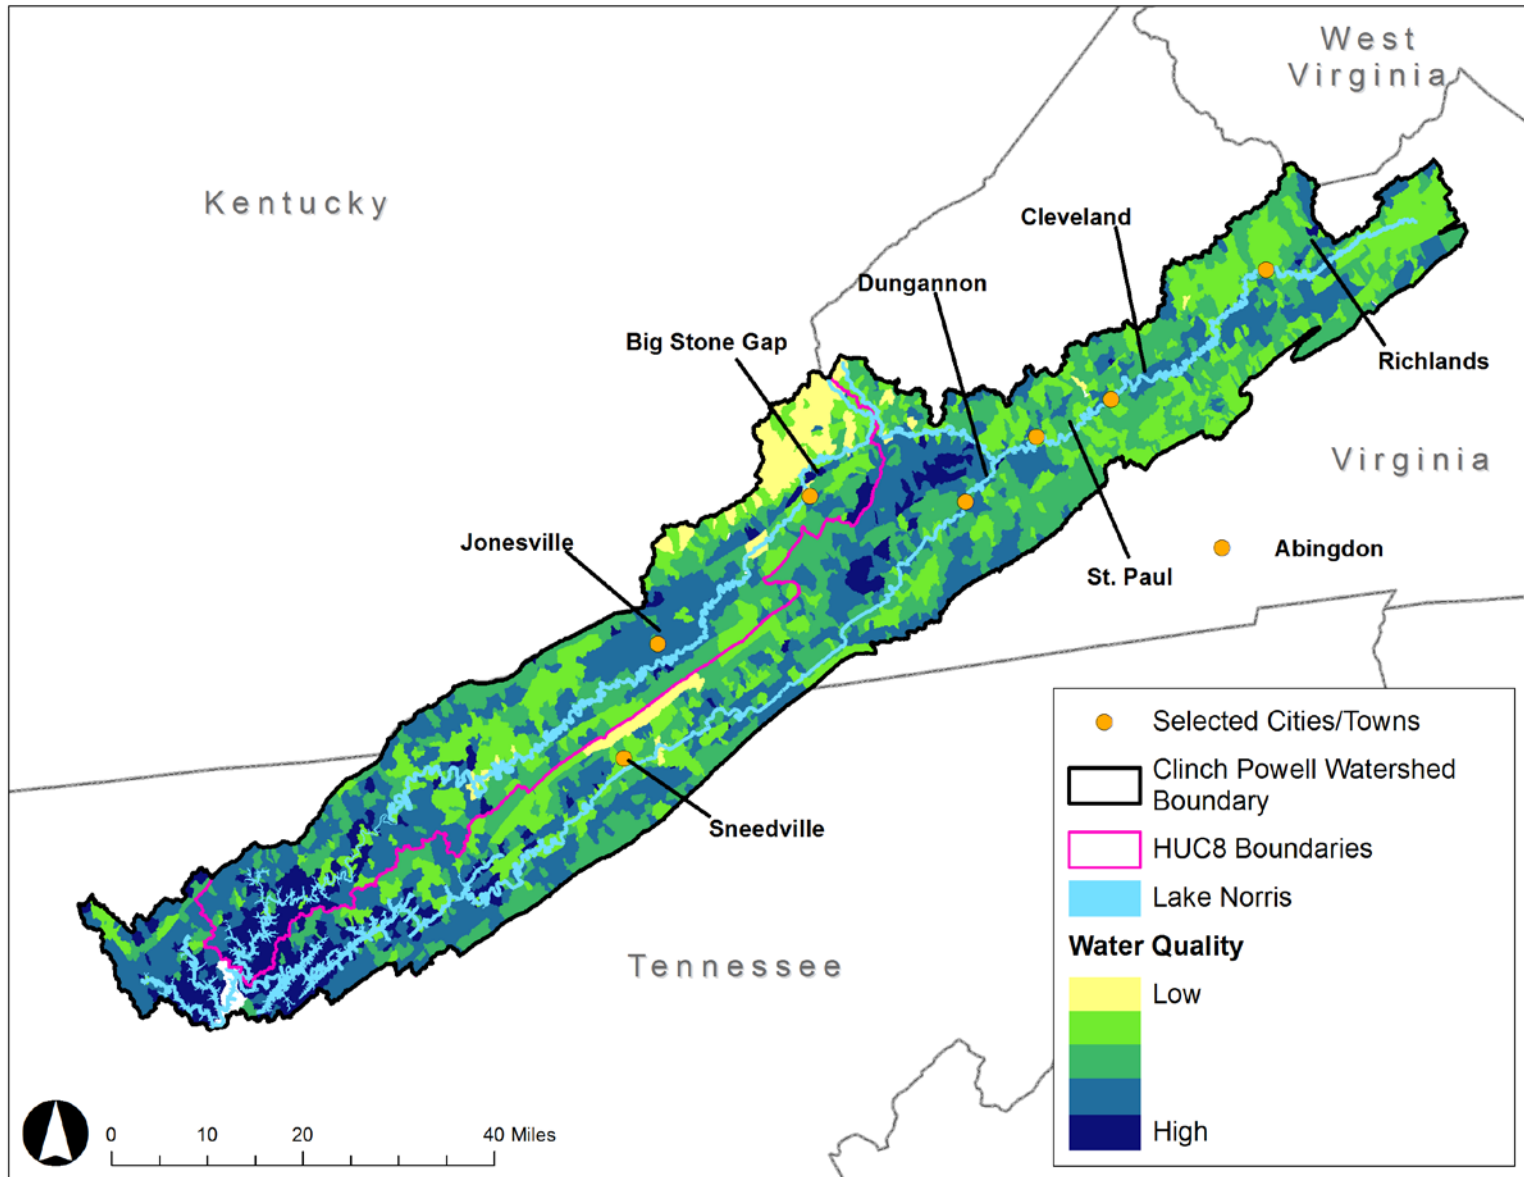 West
Virginia
Kentucky
Cleveland
Dungannon
Big Stone Gap
Richlands
Virginia
Jonesville
Abingdon
St. Paul
Sneedville
Tennessee
Selected Cities/Towns
Clinch Powell Watershed
Boundary
HUC8 Boundaries
Lake Norris
Water Quality
Low
High
0 10 20 40 Miles